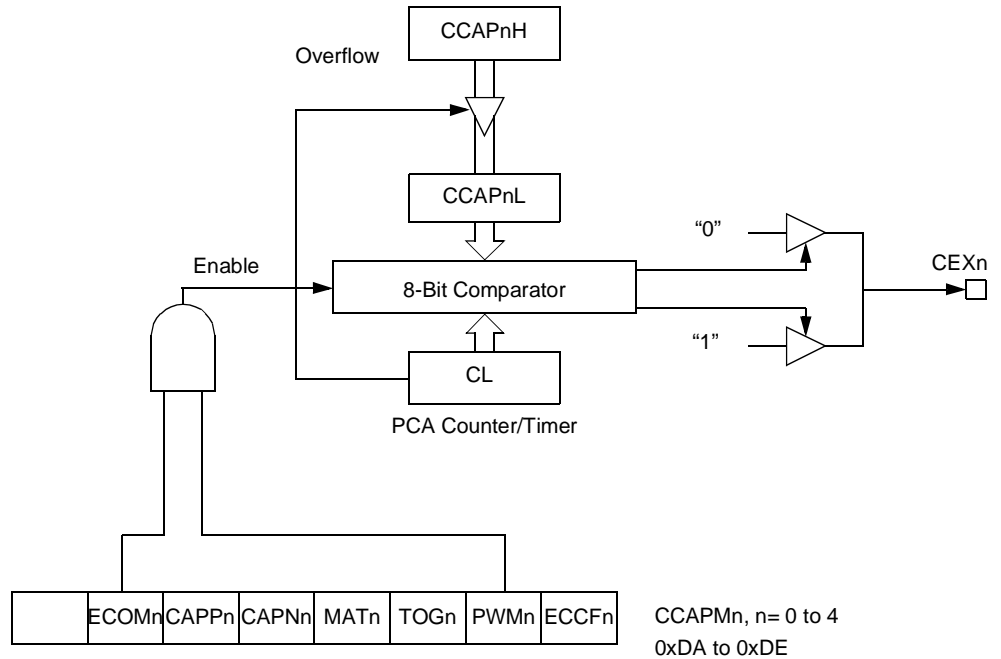 CCAPnH
Overflow
CCAPnL
“0”
CEXn
Enable
8-Bit Comparator
“1”
CL
PCA Counter/Timer
ECOMn CAPPn CAPNn MATn TOGn PWMn ECCFn
CCAPMn, n= 0 to 4
0xDA to 0xDE